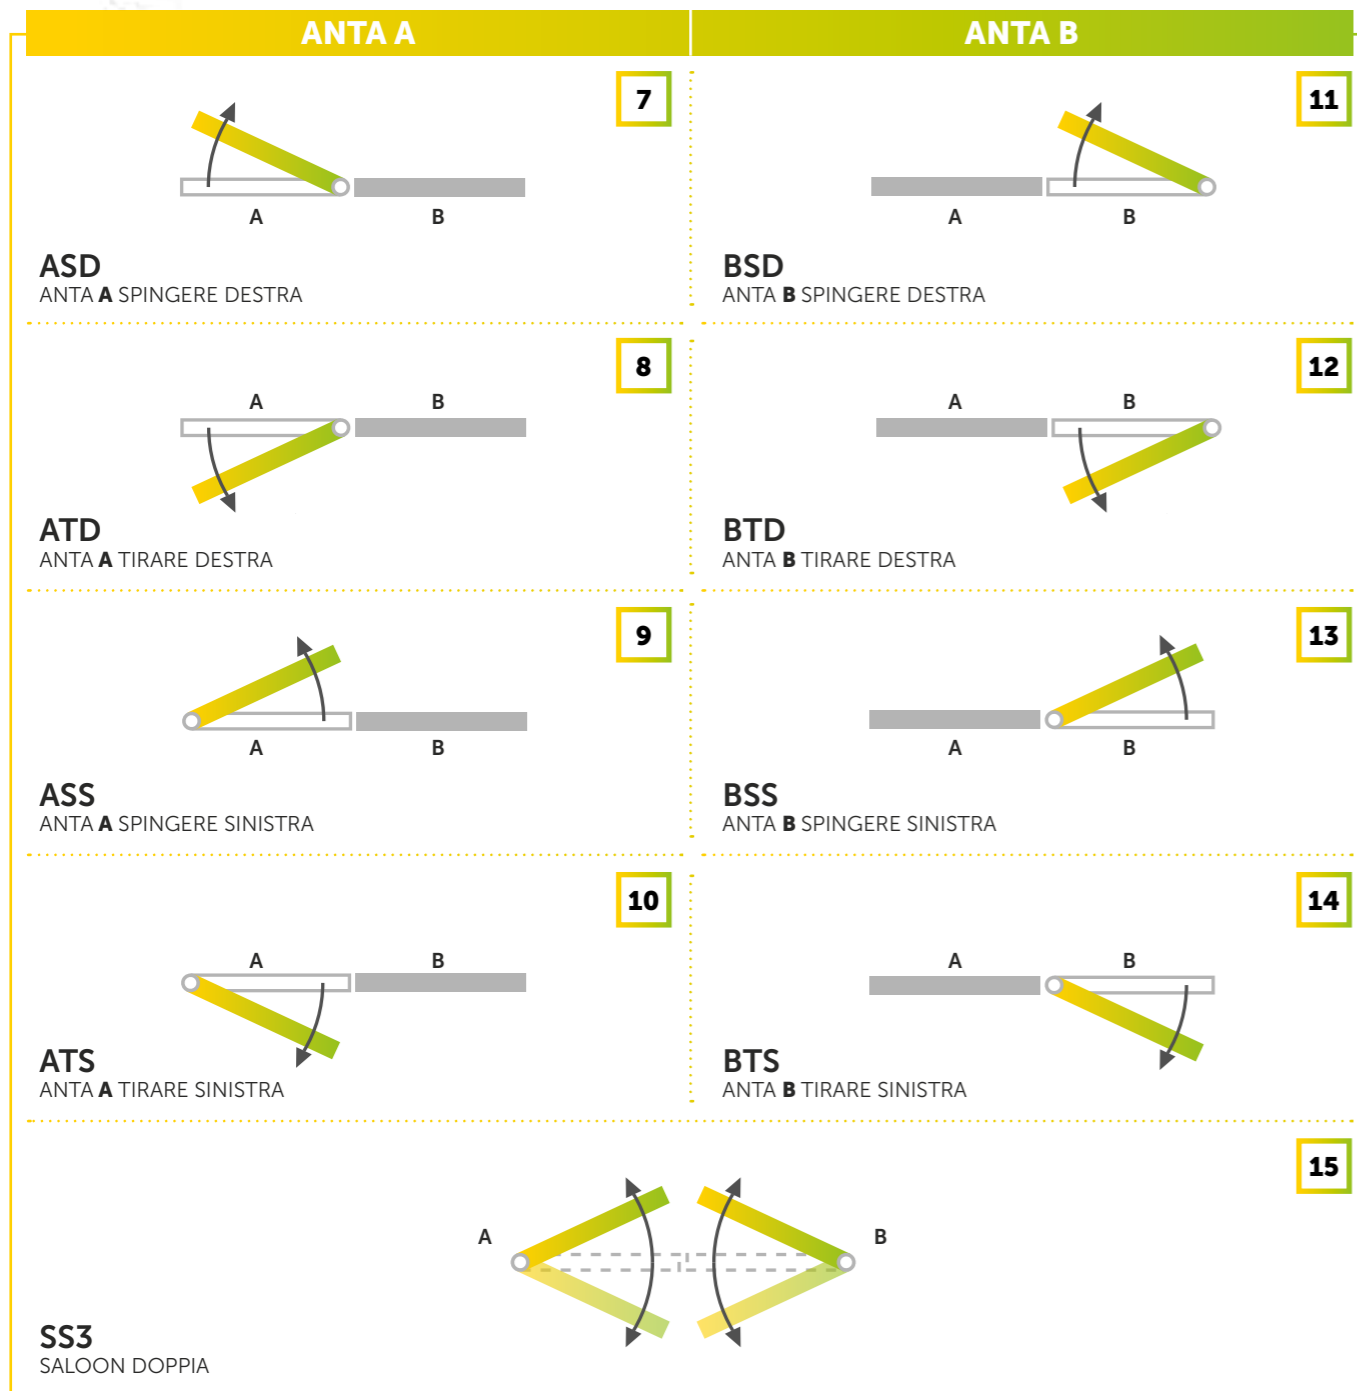 ANTA A
ANTA B
7
A B
ASD
ANTA A SPINGERE DESTRA
11
A B
BSD
ANTA B SPINGERE DESTRA
8
A B
ATD
ANTA A TIRARE DESTRA
12
A B
BTD
ANTA B TIRARE DESTRA
9
A B
ASS
ANTA A SPINGERE SINISTRA
13
A B
BSS
ANTA B SPINGERE SINISTRA
10
A B
ATS
ANTA A TIRARE SINISTRA
14
A B
BTS
ANTA B TIRARE SINISTRA
15
A B
SS3
SALOON DOPPIA